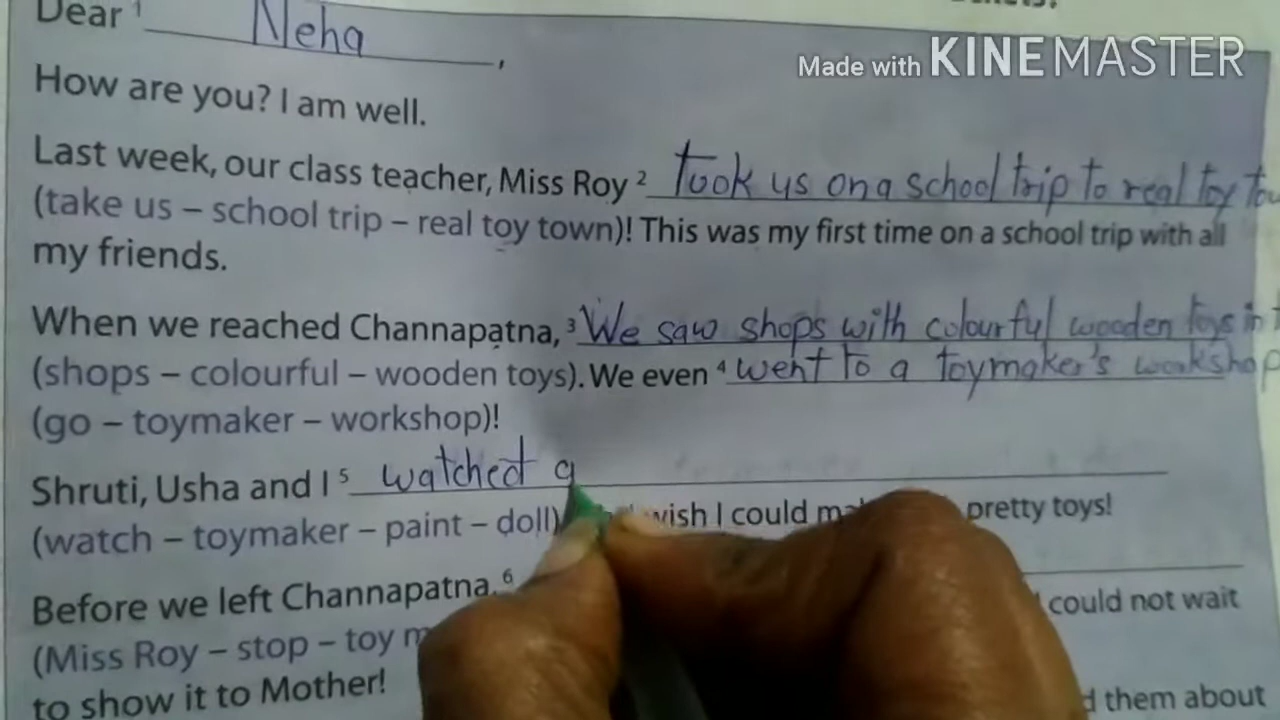 Made with KINEMASTER
Dear 1 Neha,
How are you? I am well.
Last week, our class teacher, Miss Roy 2 took us on a school trip to real toy
(take us – school trip – real toy town)! This was my first time on a school trip with all
my friends.
When we reached Channapatna, 3 We saw shops with colourful wooden toys in
(shops – colourful – wooden toys). We even 4 went to a toymaker's workshop
(go – toymaker – workshop)!
Shruti, Usha and I 5 watched a
(watch – toymaker – paint – doll) wish I could pretty toys!
Before we left Channapatna, 6
(Miss Roy – stop – toy could not wait
to show it to Mother! them about